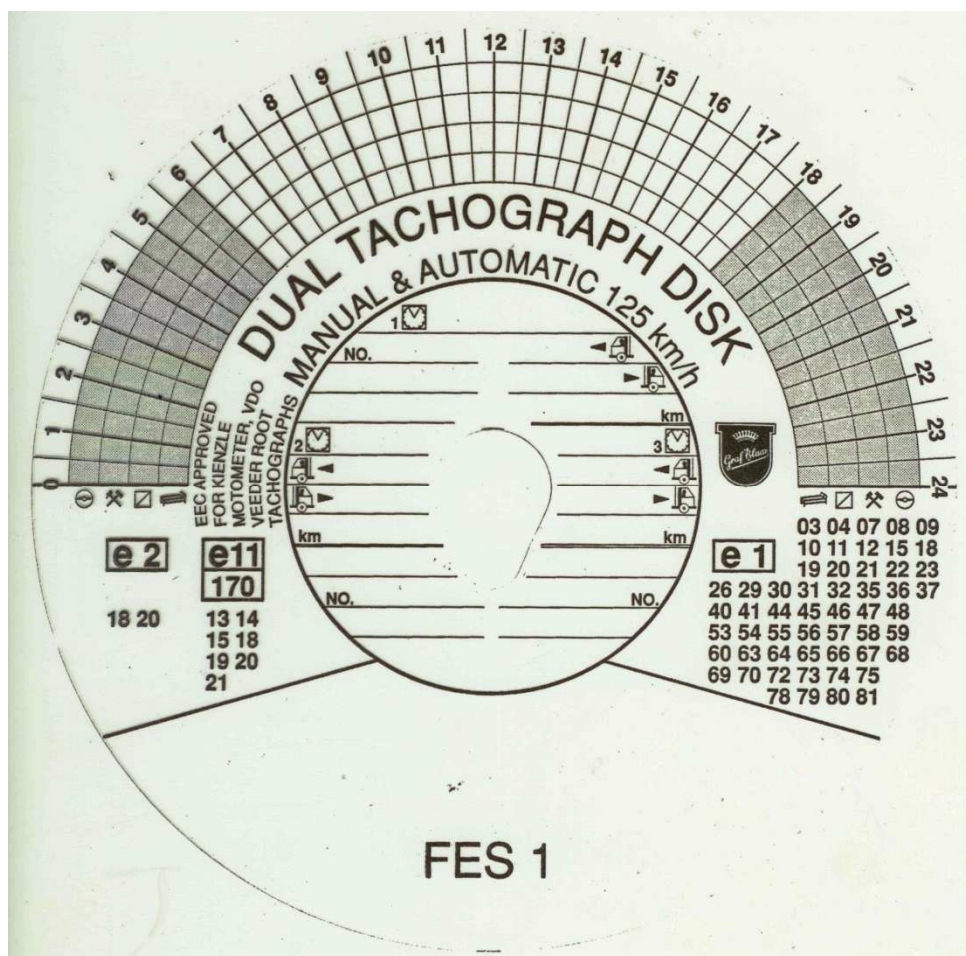 0 1 2 3 4 5 6 7 8 9 10 11 12 13 14 15 16 17 18 19 20 21 22 23 24
DUAL TACHOGRAPH DISK
MANUAL & AUTOMATIC 125 km/h
EEC APPROVED
FOR KIENZLE
MOTOMETER, VDO
VEEDER ROOT
TACHOGRAPHS
1
NO.
km
2
3
km
km
NO.
NO.
Graf Blaw
e 2
18 20
e11
170
13 14
15 18
19 20
21
e 1
03 04 07 08 09
10 11 12 15 18
19 20 21 22 23
26 29 30 31 32 35 36 37
40 41 44 45 46 47 48
53 54 55 56 57 58 59
60 63 64 65 66 67 68
69 70 72 73 74 75
78 79 80 81
FES 1